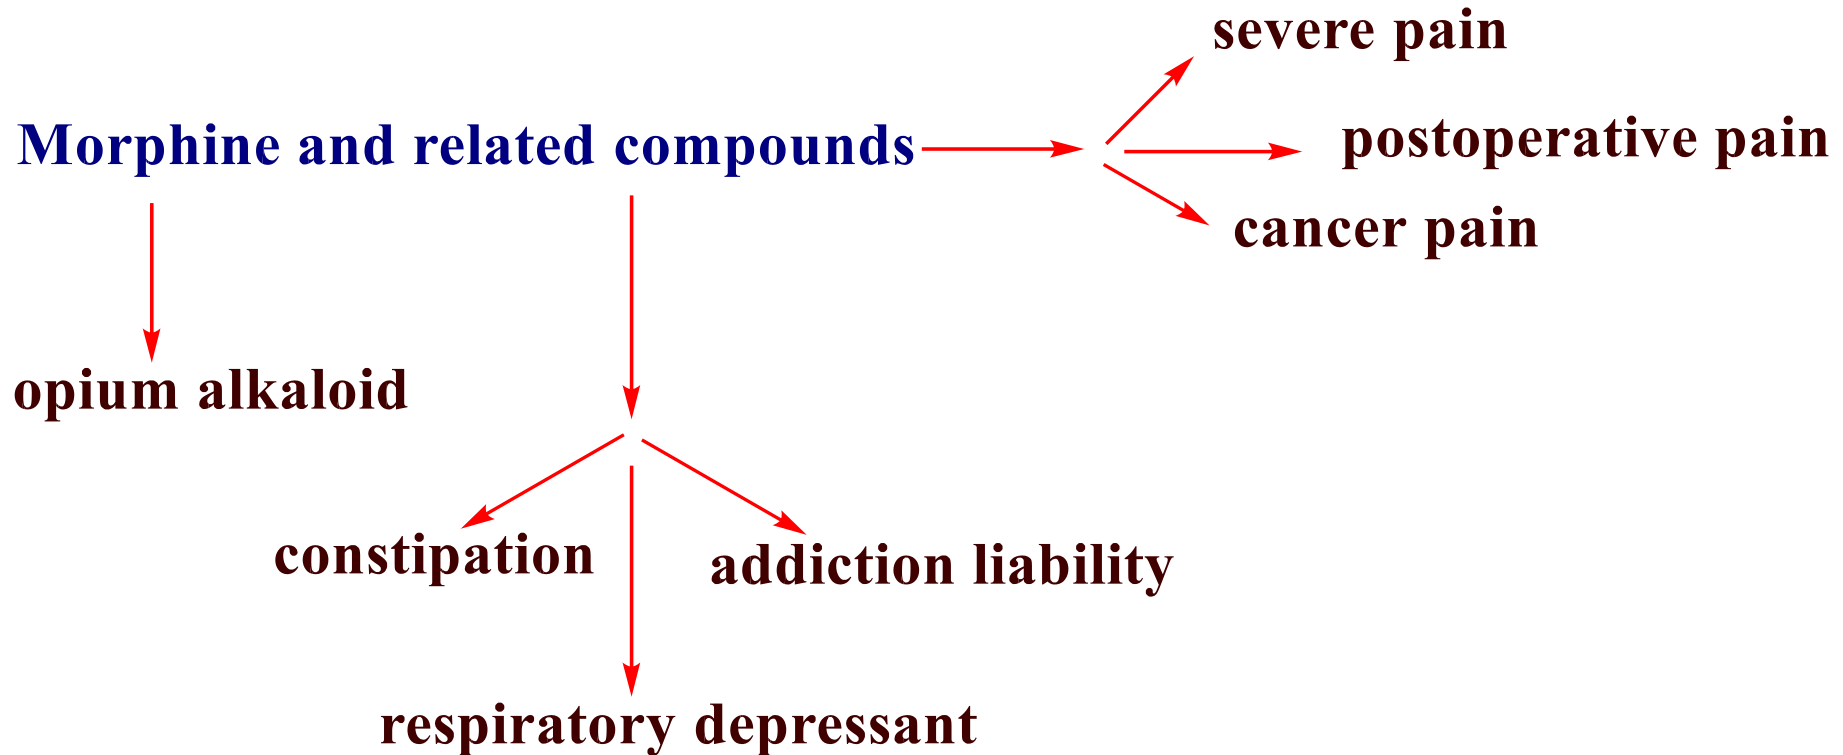 severe pain
Morphine and related compounds
postoperative pain
cancer pain
opium alkaloid
constipation
addiction liability
respiratory depressant